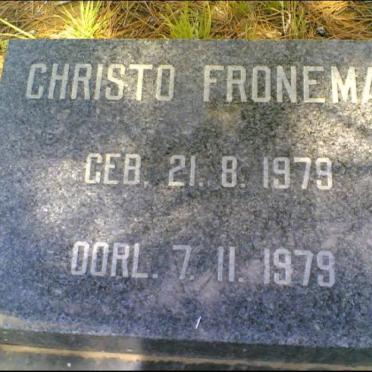 CHRISTO FRONEMA
GEB. 21. 8. 1979
OORL. 7. 11. 1979